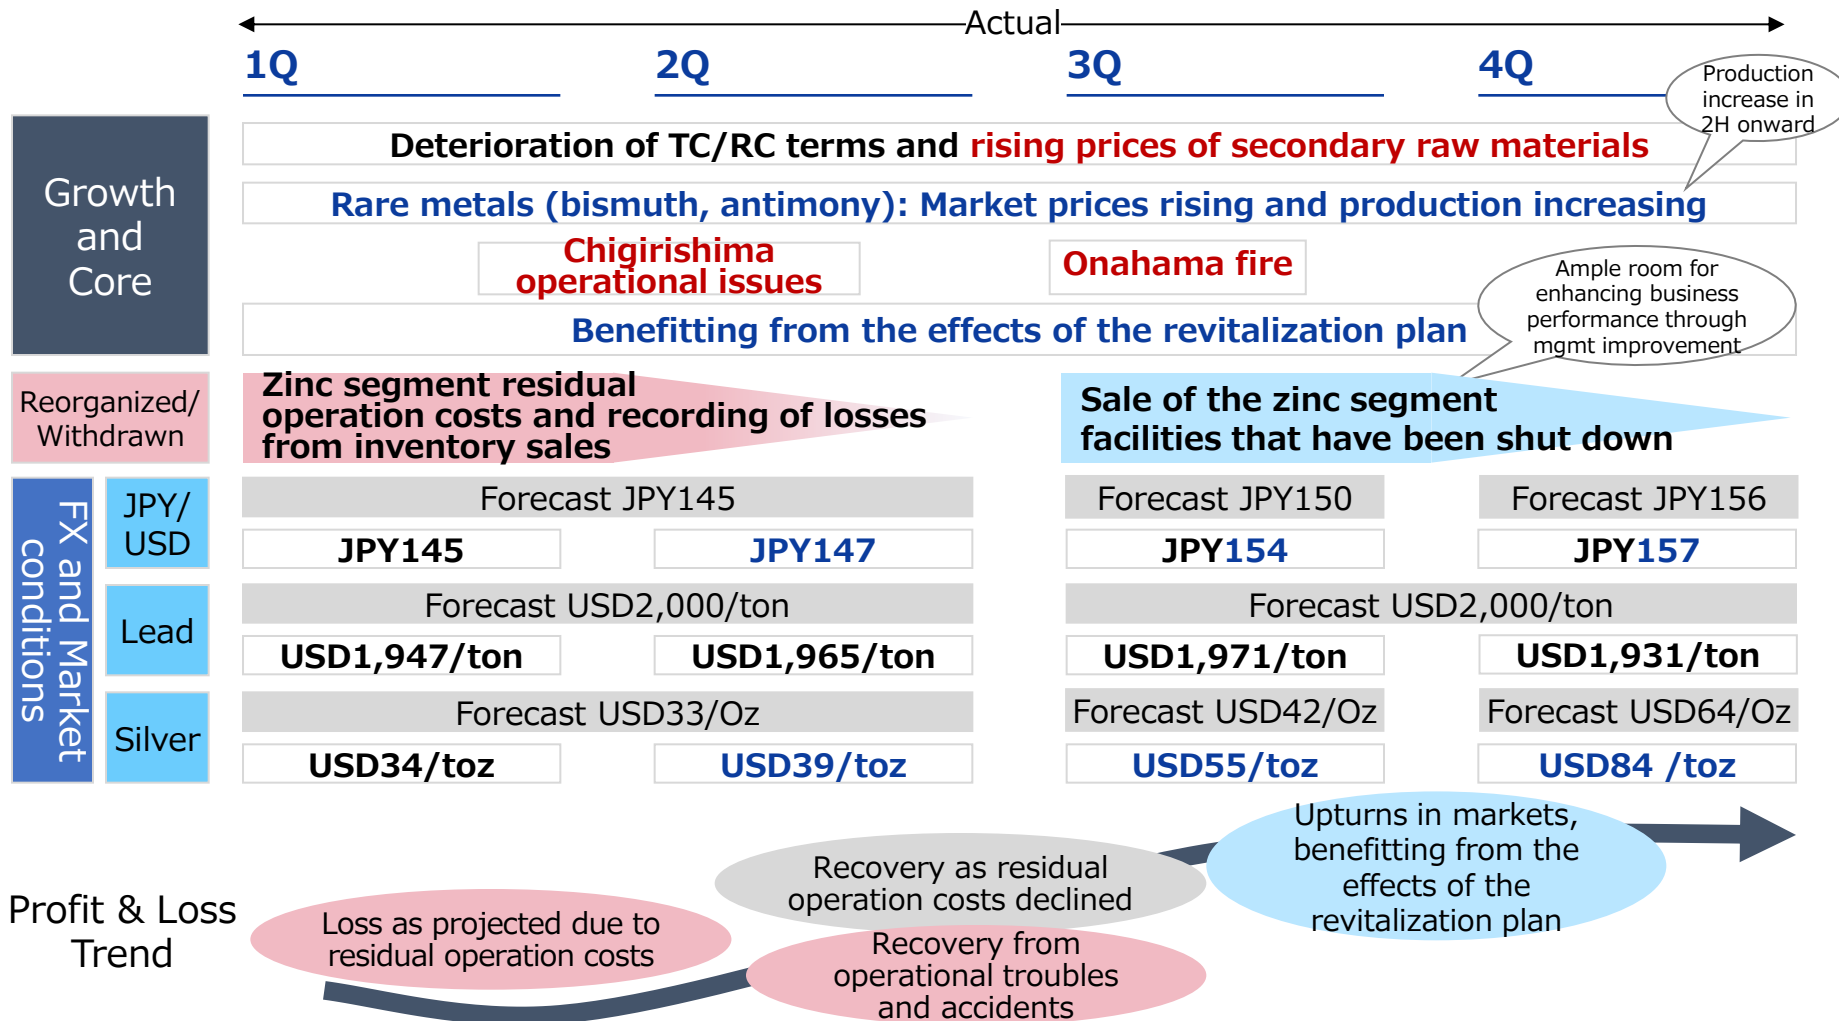 Actual
1Q
2Q
3Q
4Q
Production
increase in
2H onward
Growth
and
Core
Deterioration of TC/RC terms and rising prices of secondary raw materials
Rare metals (bismuth, antimony): Market prices rising and production increasing
Chigirishima
operational issues
Onahama fire
Ample room for
enhancing business
performance through
mgmt improvement
Benefitting from the effects of the revitalization plan
Reorganized/
Withdrawn
Zinc segment residual
operation costs and recording of losses
from inventory sales
Sale of the zinc segment
facilities that have been shut down
FX and Market
conditions
JPY/
USD
Forecast JPY145
Forecast JPY150
Forecast JPY156
JPY145
JPY147
JPY154
JPY157
Lead
Forecast USD2,000/ton
Forecast USD2,000/ton
USD1,947/ton
USD1,965/ton
USD1,971/ton
USD1,931/ton
Silver
Forecast USD33/Oz
Forecast USD42/Oz
Forecast USD64/Oz
USD34/toz
USD39/toz
USD55/toz
USD84 /toz
Profit & Loss
Trend
Loss as projected due to
residual operation costs
Recovery as residual
operation costs declined
Recovery from
operational troubles
and accidents
Upturns in markets,
benefitting from the
effects of the
revitalization plan